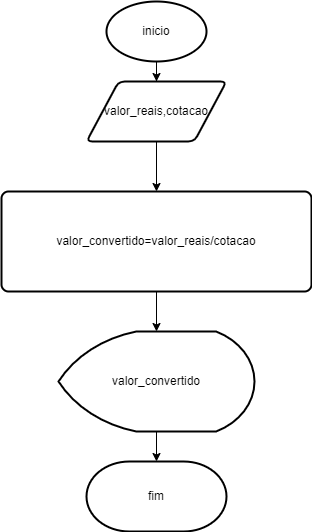 inicio
valor_reais,cotacao
valor_convertido=valor_reais/cotacao
valor_convertido
fim